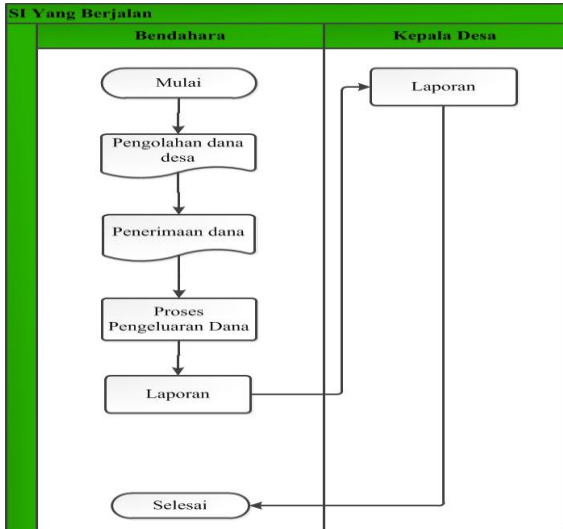 SI Yang Berjalan
Bendahara
Kepala Desa
Mulai
Laporan
Pengolahan dana
desa
Penerimaan dana
Proses
Pengeluaran Dana
Laporan
Selesai